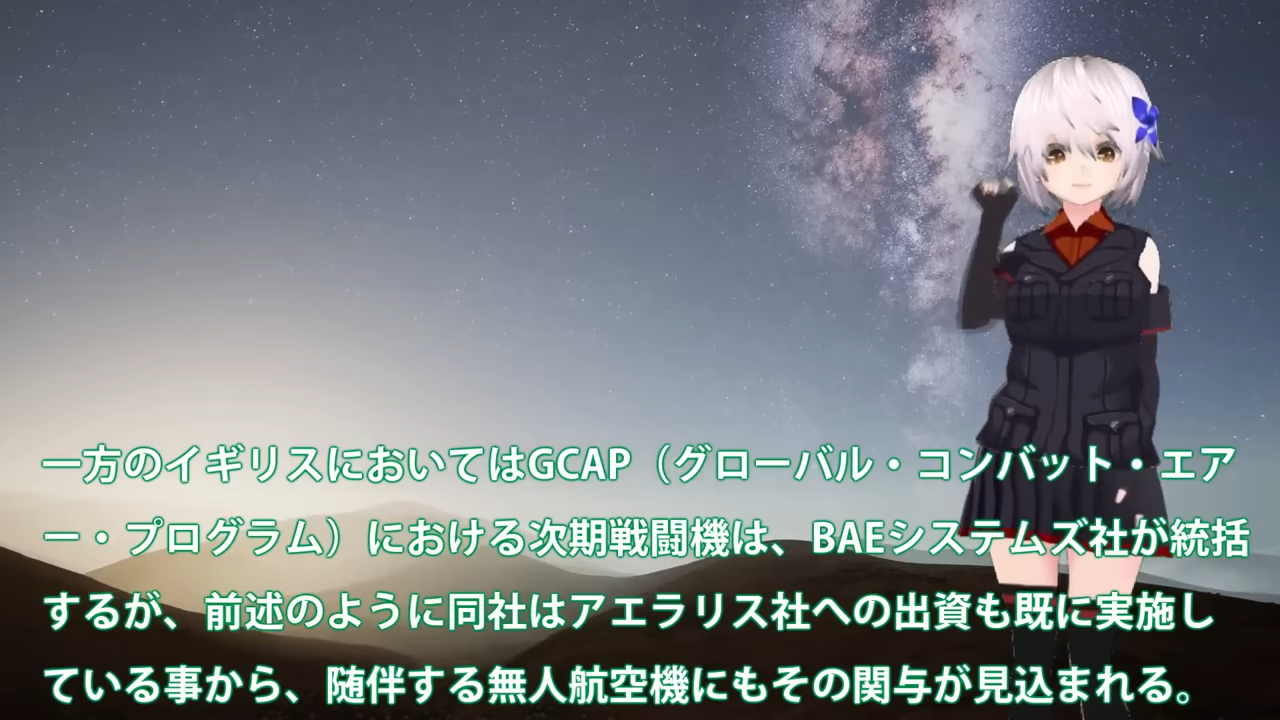 一方のイギリスにおいてはGCAP（グローバル・コンバット・エア
ー・プログラム）における次期戦闘機は、BAEシステムズ社が統括
するが、前述のように同社はアエラリス社への出資も既に実施し
ている事から、随伴する無人航空機にもその関与が見込まれる。